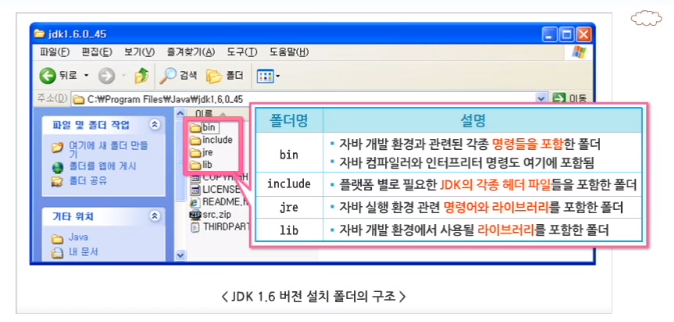 jdk1.6.0_45
파일(F) 편집(E) 보기(V) 즐겨찾기(A) 도구(T) 도움말(H)
뒤로 검색 폴더
주소(D) C:₩Program Files₩Java₩jdk1.6.0_45 이동
파일 및 폴더 작업
여기에 새 폴더 만들기
폴더를 웹에 게시
폴더 공유
기타 위치
Java
내 문서
이름
bin
include
jre
lib
COPYRIGH
LICENSE
README.h
src.zip
THIRDPART
폴더명 설명
bin
• 자바 개발 환경과 관련된 각종 명령들을 포함한 폴더
• 자바 컴파일러와 인터프리터 명령도 여기에 포함됨
include • 플랫폼 별로 필요한 JDK의 각종 헤더 파일들을 포함한 폴더
jre • 자바 실행 환경 관련 명령어와 라이브러리를 포함한 폴더
lib • 자바 개발 환경에서 사용될 라이브러리를 포함한 폴더
< JDK 1.6 버전 설치 폴더의 구조 >